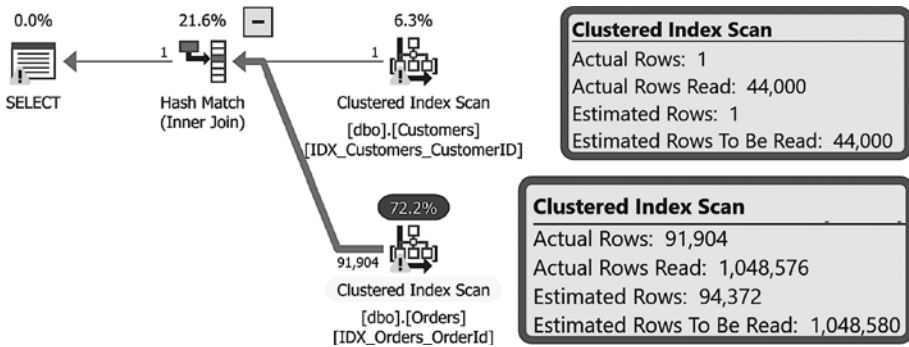 0.0%
21.6%
6.3%
1
1
SELECT
Hash Match
(Inner Join)
Clustered Index Scan
[dbo].[Customers]
[IDX_Customers_CustomerID]
72.2%
91,904
Clustered Index Scan
[dbo].[Orders]
[IDX_Orders_OrderId]
Clustered Index Scan
Actual Rows: 1
Actual Rows Read: 44,000
Estimated Rows: 1
Estimated Rows To Be Read: 44,000
Clustered Index Scan
Actual Rows: 91,904
Actual Rows Read: 1,048,576
Estimated Rows: 94,372
Estimated Rows To Be Read: 1,048,580